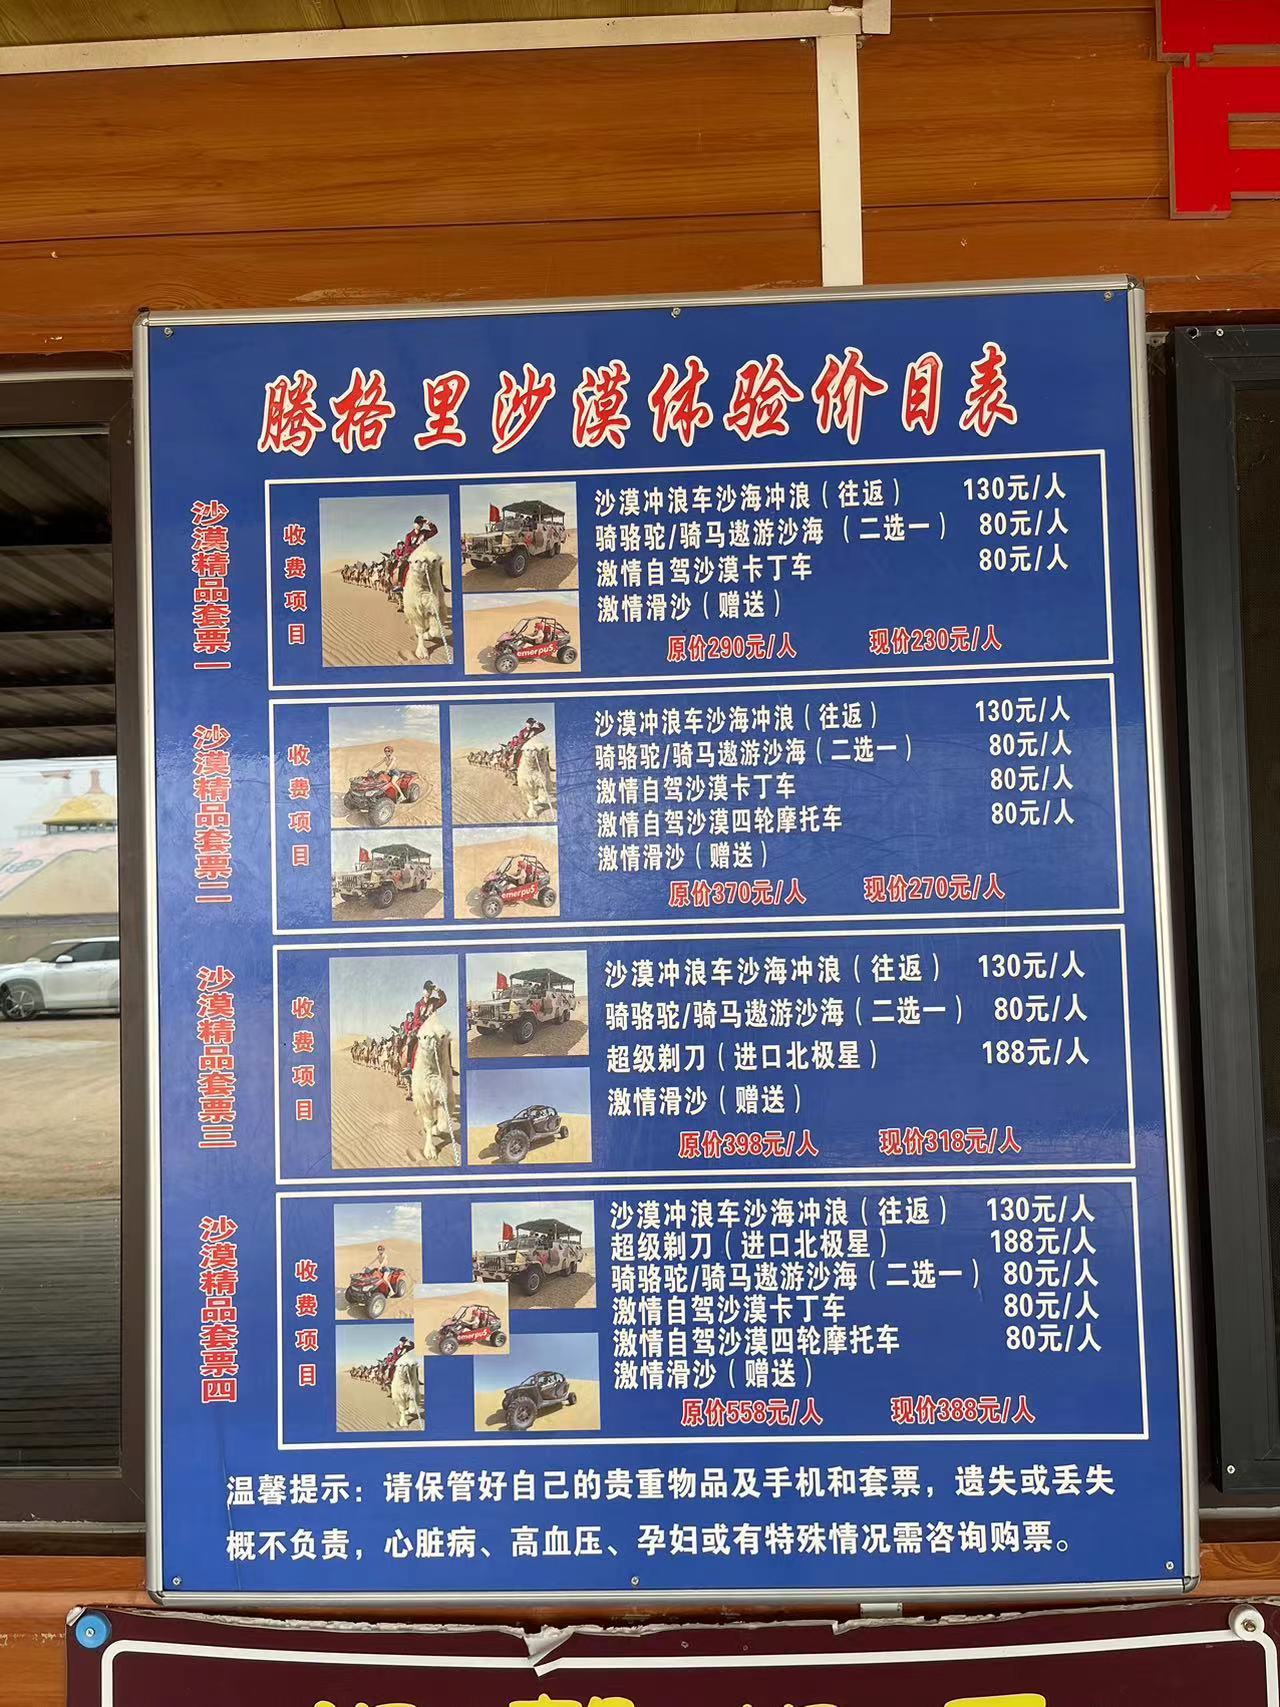 腾格里沙漠体验价目表
沙漠精品套票一
收费项目
沙漠冲浪车沙海冲浪（往返） 130元/人
骑骆驼/骑马遨游沙海（二选一） 80元/人
激情自驾沙漠卡丁车 80元/人
激情滑沙（赠送）
原价290元/人 现价230元/人
沙漠精品套票二
收费项目
沙漠冲浪车沙海冲浪（往返） 130元/人
骑骆驼/骑马遨游沙海（二选一） 80元/人
激情自驾沙漠卡丁车 80元/人
激情自驾沙漠四轮摩托车 80元/人
激情滑沙（赠送）
原价370元/人 现价270元/人
沙漠精品套票三
收费项目
沙漠冲浪车沙海冲浪（往返） 130元/人
骑骆驼/骑马遨游沙海（二选一） 80元/人
超级剃刀（进口北极星） 188元/人
激情滑沙（赠送）
原价398元/人 现价318元/人
沙漠精品套票四
收费项目
沙漠冲浪车沙海冲浪（往返） 130元/人
超级剃刀（进口北极星） 188元/人
骑骆驼/骑马遨游沙海（二选一） 80元/人
激情自驾沙漠卡丁车 80元/人
激情自驾沙漠四轮摩托车 80元/人
激情滑沙（赠送）
原价558元/人 现价388元/人
温馨提示：请保管好自己的贵重物品及手机和套票，遗失或丢失
概不负责，心脏病、高血压、孕妇或有特殊情况需咨询购票。